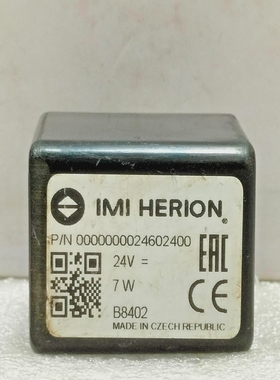 IMI HERION®
P/N 0000000024602400
24V =
7 W
B8402
MADE IN CZECH REPUBLIC
EAC
CE